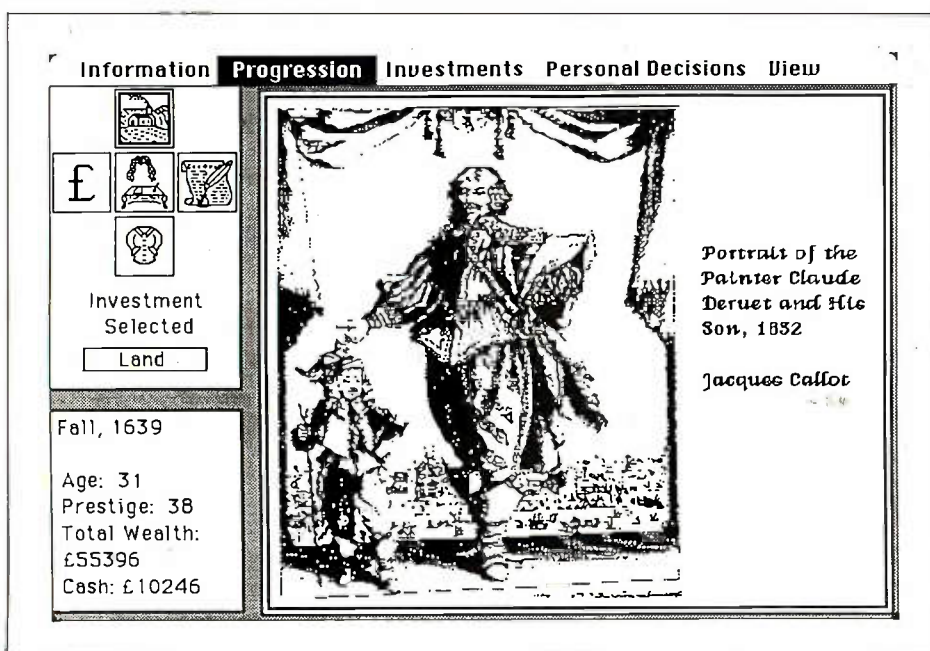 Information Progression Investments Personal Decisions View
£
Investment
Selected
Land
Fall, 1639
Age: 31
Prestige: 38
Total Wealth:
£55396
Cash: £10246
Portrait of the
Painter Claude
Deruet and His
Son, 1632
Jacques Callot